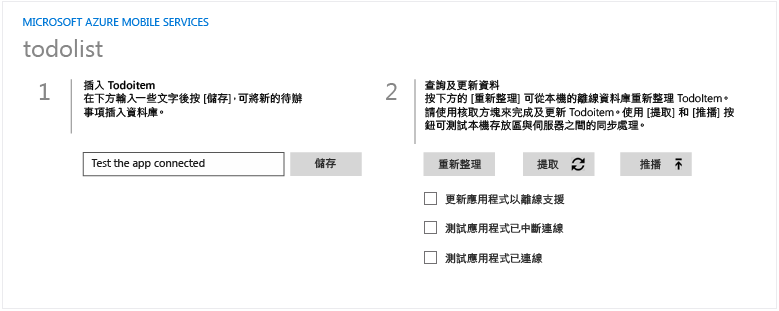 MICROSOFT AZURE MOBILE SERVICES
todolist
1
插入 Todoitem
在下方輸入一些文字後按 [儲存]，可將新的待辦
事項插入資料庫。
Test the app connected
儲存
2
查詢及更新資料
按下方的 [重新整理] 可從本機的離線資料庫重新整理 TodoItem。
請使用核取方塊來完成及更新 Todoitem。使用 [提取] 和 [推播] 按
鈕可測試本機存放區與伺服器之間的同步處理。
重新整理
提取
推播
更新應用程式以離線支援
測試應用程式已中斷連線
測試應用程式已連線